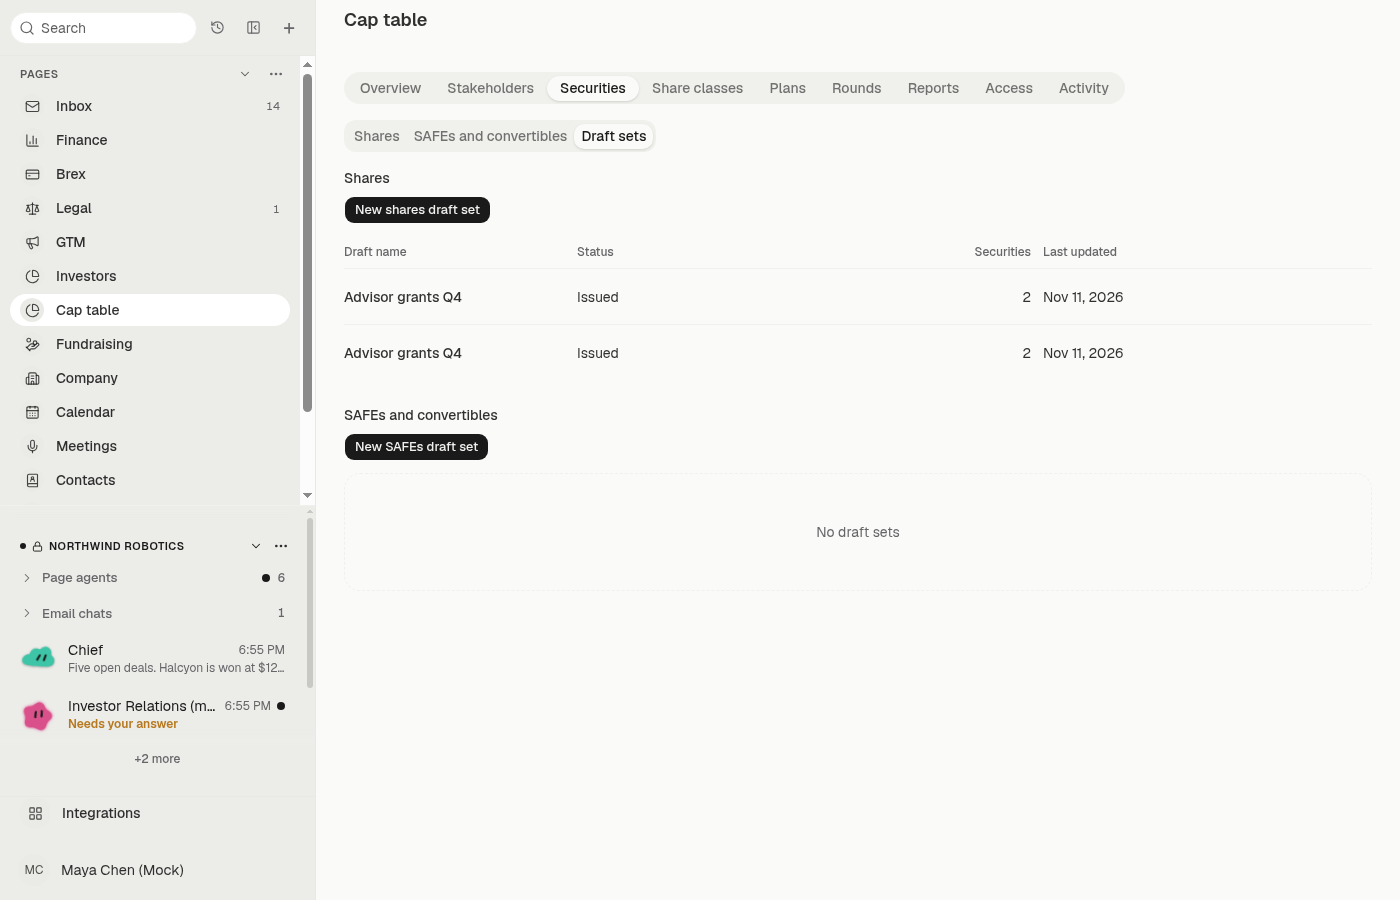 Search
PAGES
Inbox 14
Finance
Brex
Legal 1
GTM
Investors
Cap table
Fundraising
Company
Calendar
Meetings
Contacts
NORTHWIND ROBOTICS
Page agents 6
Email chats 1
Chief 6:55 PM
Five open deals. Halcyon is won at $12...
Investor Relations (m... 6:55 PM
Needs your answer
+2 more
Integrations
MC Maya Chen (Mock)
Cap table
Overview Stakeholders Securities Share classes Plans Rounds Reports Access Activity
Shares SAFEs and convertibles Draft sets
Shares
New shares draft set
Draft name Status Securities Last updated
Advisor grants Q4 Issued 2 Nov 11, 2026
Advisor grants Q4 Issued 2 Nov 11, 2026
SAFEs and convertibles
New SAFEs draft set
No draft sets